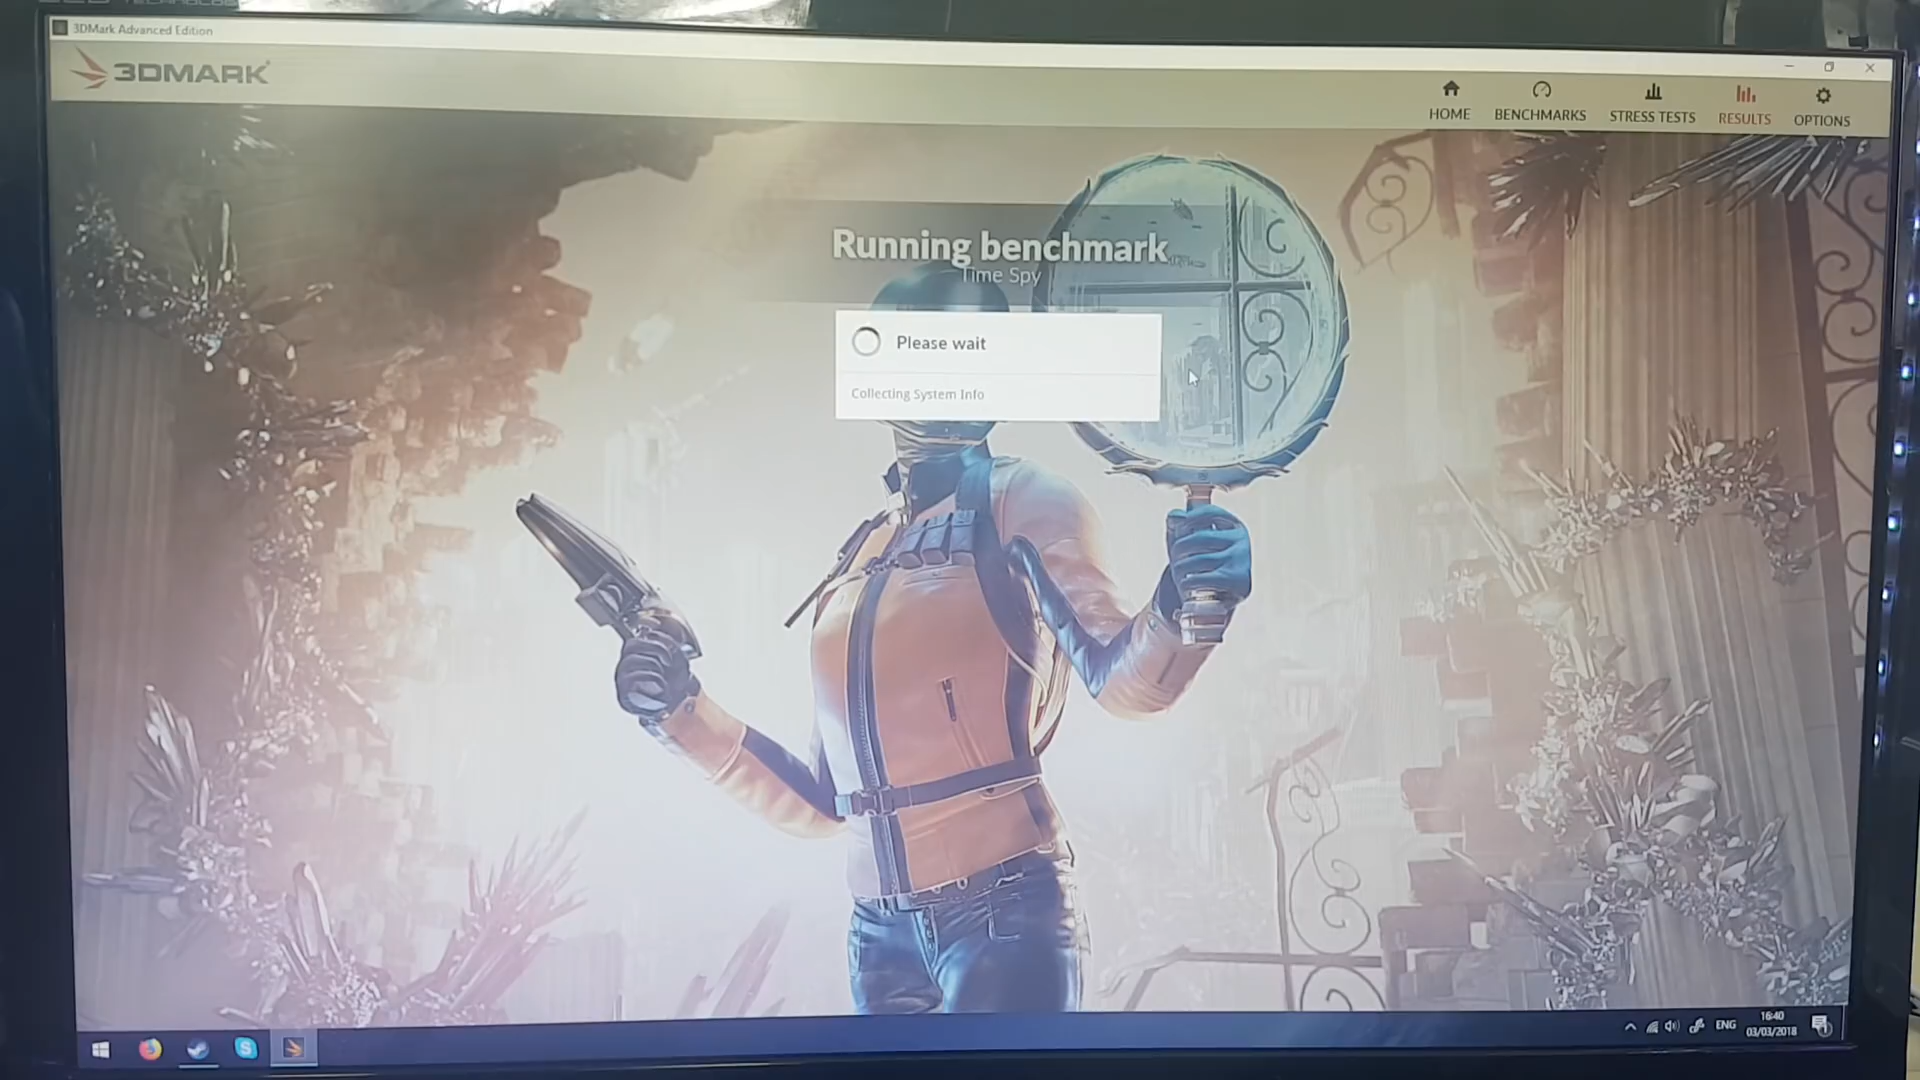 3DMark Advanced Edition
3DMARK
HOME
BENCHMARKS
STRESS TESTS
RESULTS
OPTIONS
Running benchmark
Time Spy
Please wait
Collecting System Info
ENG
16:40
03/03/2018